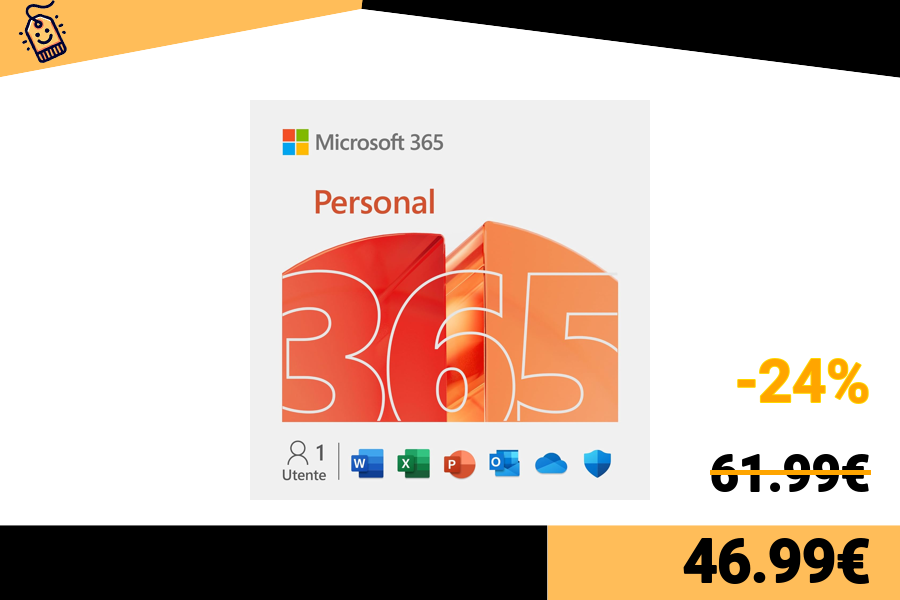 Microsoft 365
Personal
365
1
Utente
W
X
P
O
-24%
61.99€
46.99€